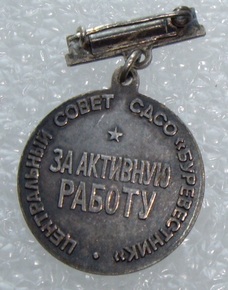 ЦЕНТРАЛЬНЫЙ СОВЕТ СДСО «БУРЕВЕСТНИК»
ЗА АКТИВНУЮ
РАБОТУ